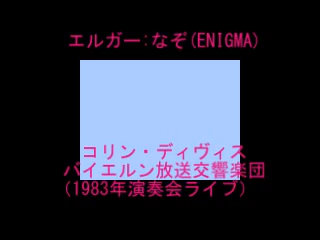 エルガー:なぞ(ENIGMA)
コリン・ディヴィス
バイエルン放送交響楽団
(1983年演奏会ライブ)